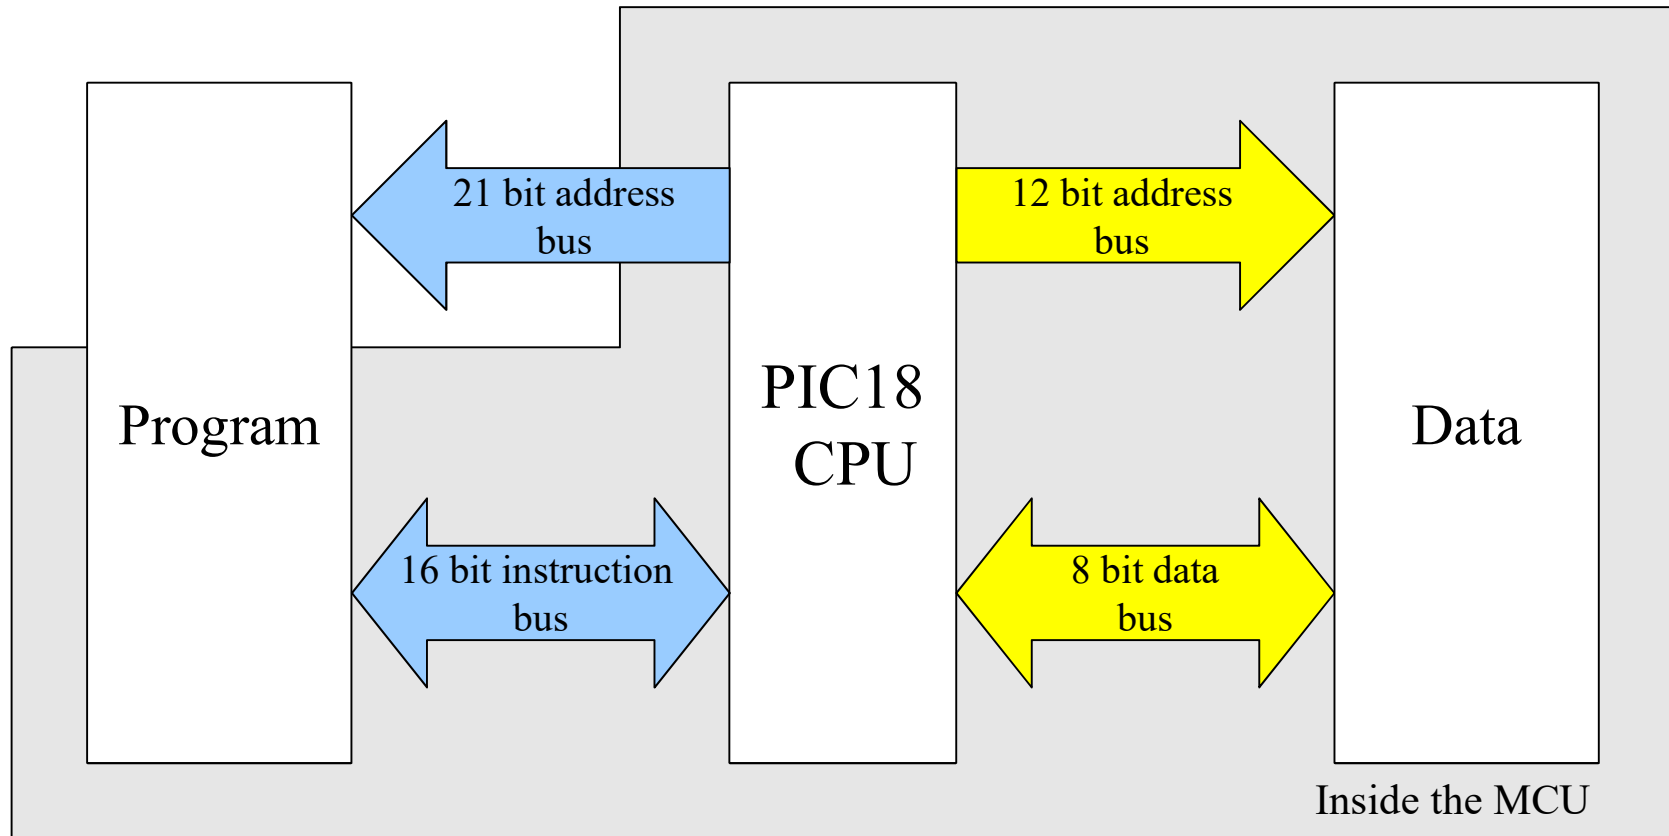 21 bit address
bus
12 bit address
bus
Program
PIC18
CPU
Data
16 bit instruction
bus
8 bit data
bus
Inside the MCU